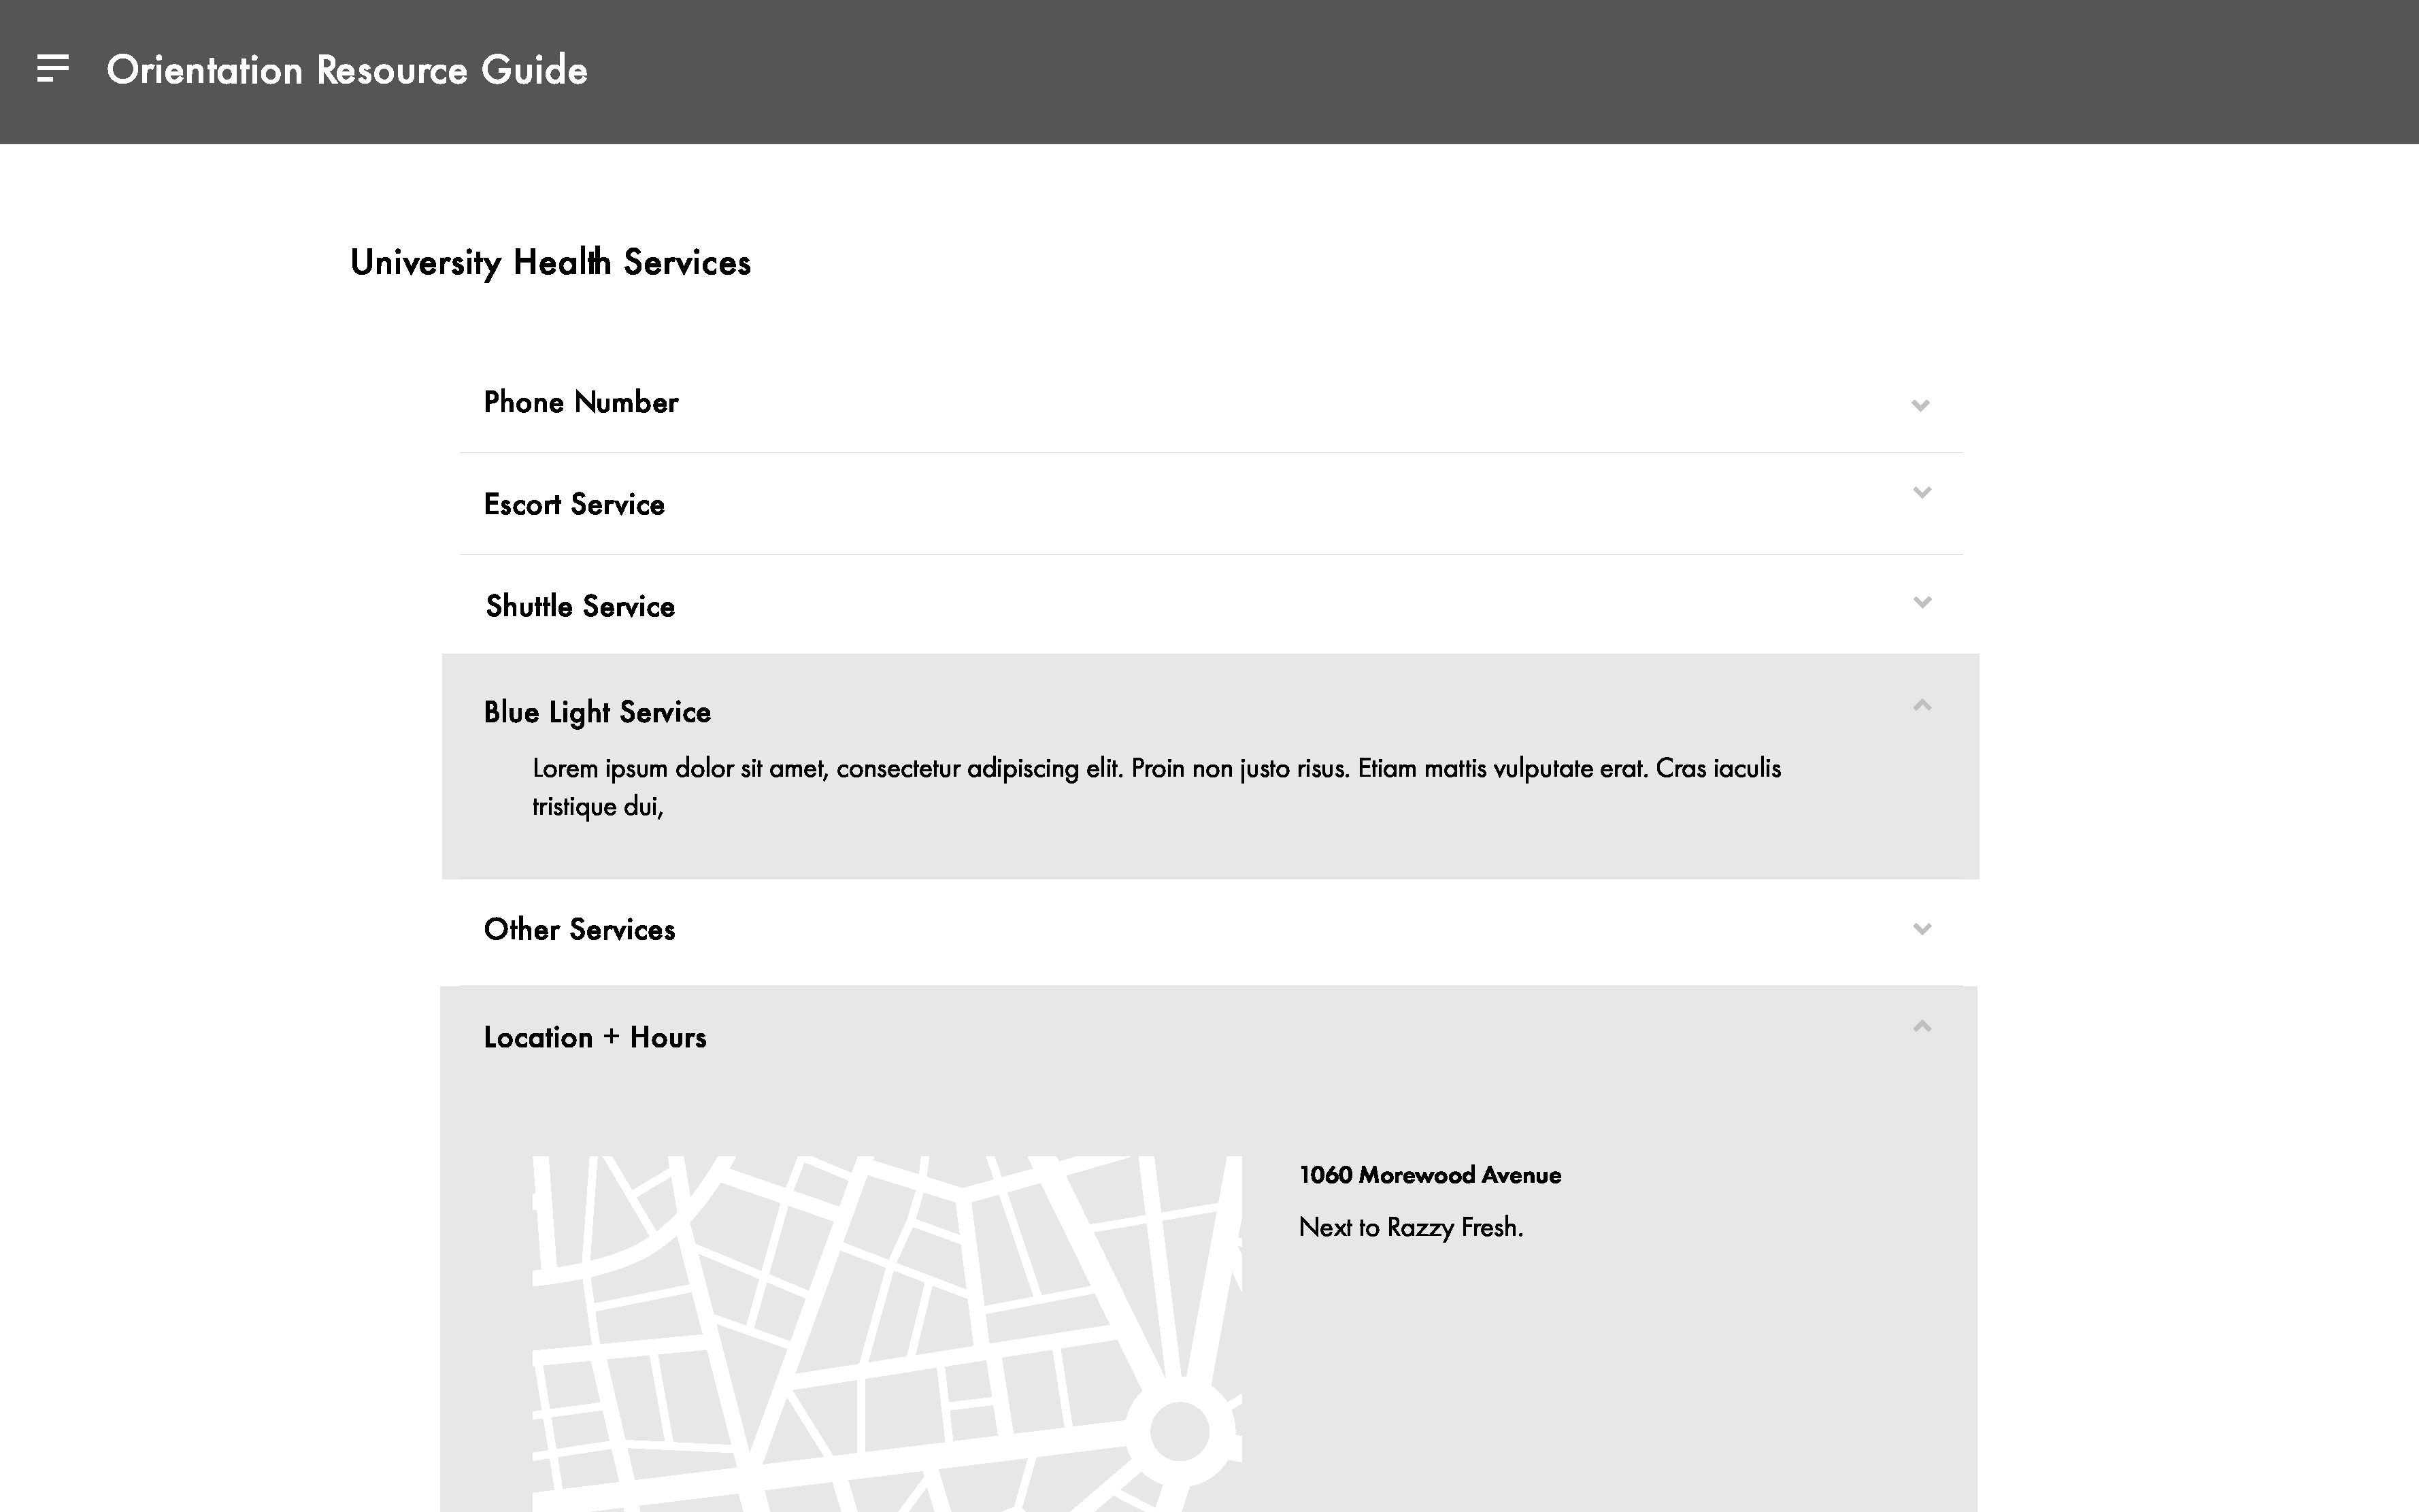 Orientation Resource Guide
University Health Services
Phone Number
Escort Service
Shuttle Service
Blue Light Service
Lorem ipsum dolor sit amet, consectetur adipiscing elit. Proin non justo risus. Etiam mattis vulputate erat. Cras iaculis
tristique dui,
Other Services
Location + Hours
1060 Morewood Avenue
Next to Razzy Fresh.